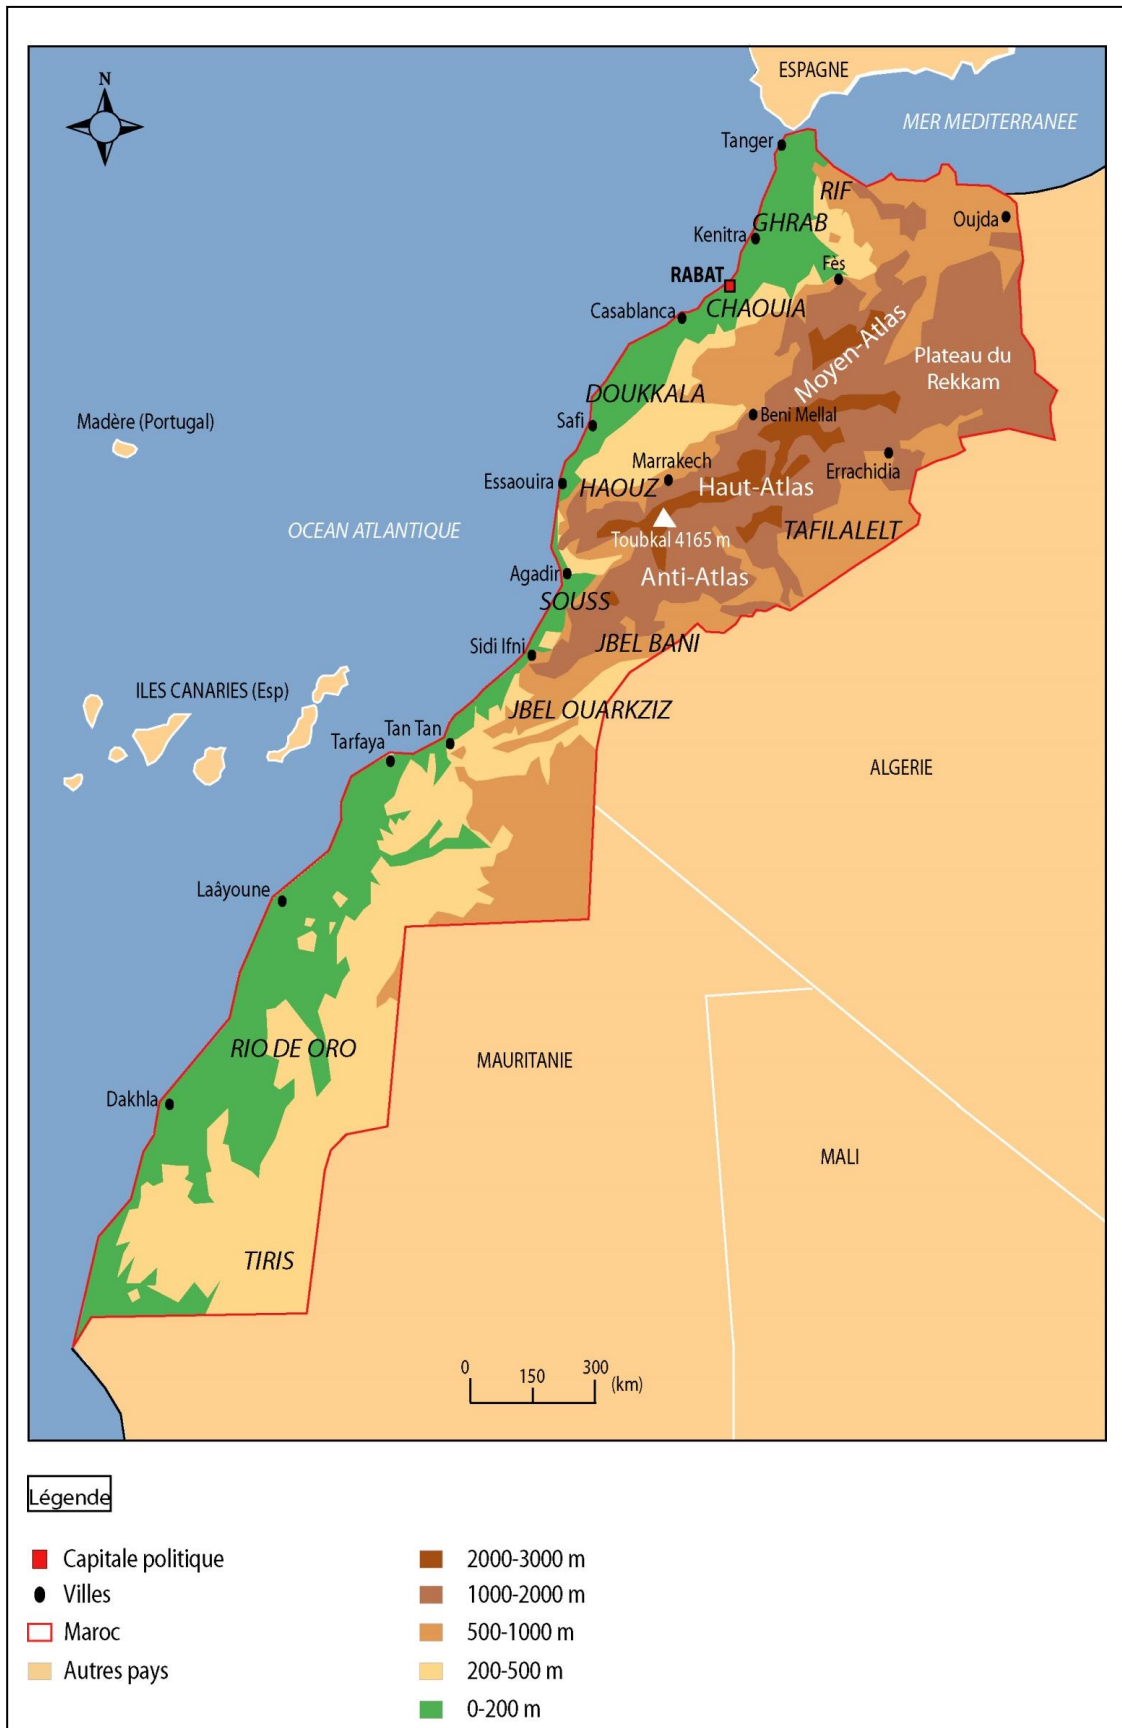 N
ESPAGNE
MER MEDITERRANEE
Tanger
RIF
Oujda
GHRAB
Kenitra
Fès
RABAT
CHAOUIA
Casablanca
Moyen-Atlas
Plateau du
Rekkam
DOUKKALA
Madère (Portugal)
Safi
Beni Mellal
Marrakech
Errachidia
Essaouira
HAOUZ
Haut-Atlas
OCEAN ATLANTIQUE
TAFILALELT
Toubkal 4165 m
Agadir
Anti-Atlas
SOUSS
Sidi Ifni
JBEL BANI
ILES CANARIES (Esp)
JBEL OUARKZIZ
Tan Tan
Tarfaya
ALGERIE
Laâyoune
RIO DE ORO
MAURITANIE
Dakhla
MALI
TIRIS
0
150
300
(km)
Légende
Capitale politique
Villes
Maroc
Autres pays
2000-3000 m
1000-2000 m
500-1000 m
200-500 m
0-200 m